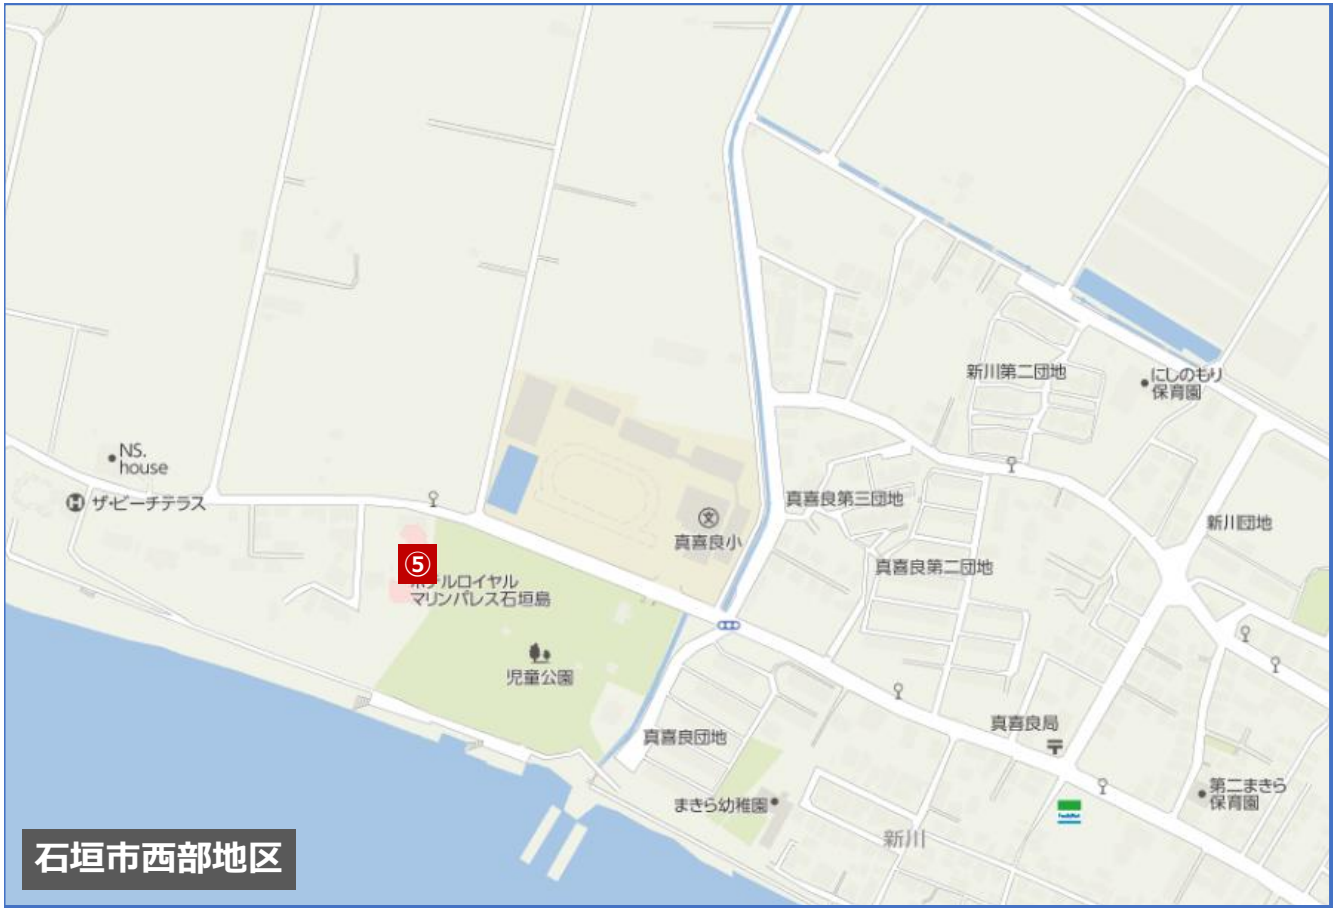 新川第二団地
にしのもり
保育園
NS.
house
ザ・ビーチテラス
真喜良第三団地
文
真喜良小
新川団地
⑤
ホテルロイヤル
マリンパレス石垣島
真喜良第二団地
児童公園
真喜良局
〒
真喜良団地
まきら幼稚園
第二まきら
保育園
FamilyMart
新川
石垣市西部地区